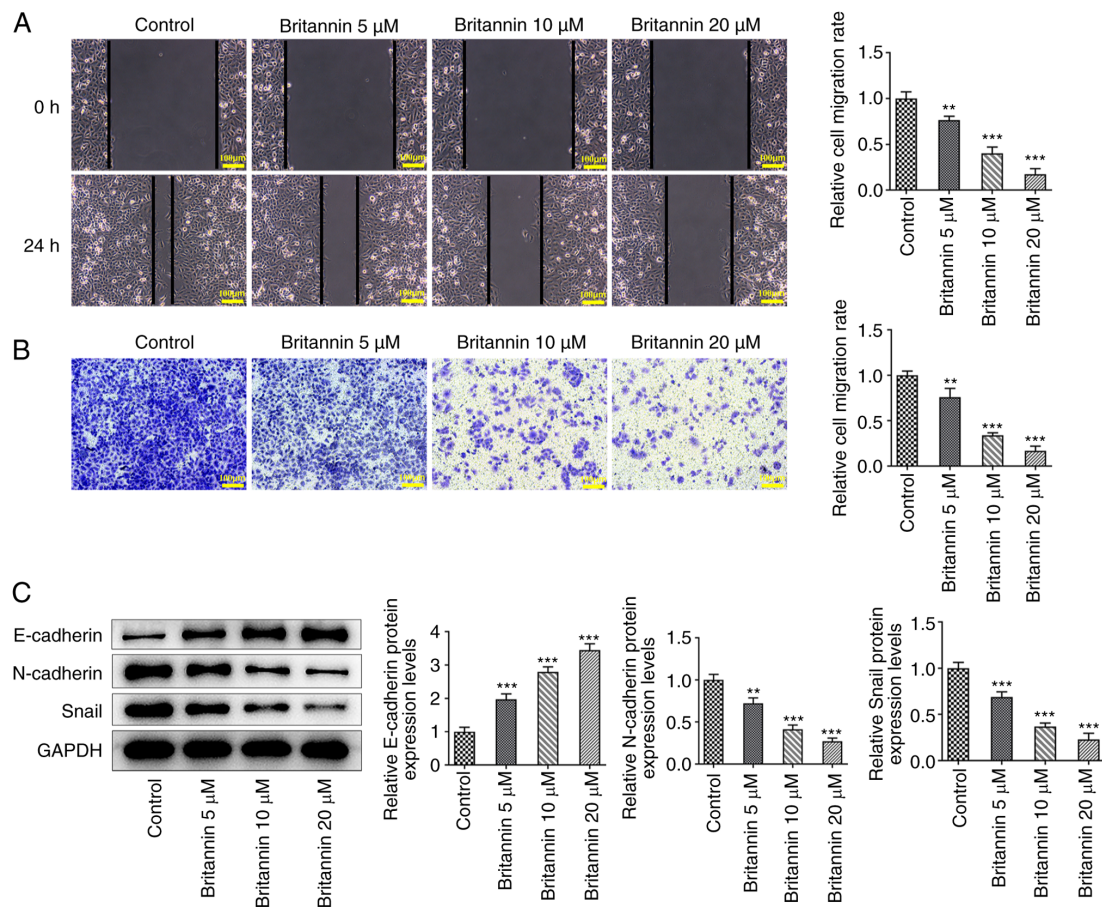 A
Control
Britannin 5 μM
Britannin 10 μM
Britannin 20 μM
0 h
100μm
100μm
100μm
100μm
24 h
100μm
100μm
100μm
100μm
Relative cell migration rate
1.5
1.0
0.5
0.0
**
***
***
Control
Britannin 5 μM
Britannin 10 μM
Britannin 20 μM
B
Control
Britannin 5 μM
Britannin 10 μM
Britannin 20 μM
100μm
100μm
100μm
100μm
Relative cell migration rate
1.5
1.0
0.5
0.0
**
***
***
Control
Britannin 5 μM
Britannin 10 μM
Britannin 20 μM
C
E-cadherin
N-cadherin
Snail
GAPDH
Control
Britannin 5 μM
Britannin 10 μM
Britannin 20 μM
Relative E-cadherin protein
expression levels
4
3
2
1
0
***
***
***
Control
Britannin 5 μM
Britannin 10 μM
Britannin 20 μM
Relative N-cadherin protein
expression levels
1.5
1.0
0.5
0.0
**
***
***
Control
Britannin 5 μM
Britannin 10 μM
Britannin 20 μM
Relative Snail protein
expression levels
1.5
1.0
0.5
0.0
***
***
***
Control
Britannin 5 μM
Britannin 10 μM
Britannin 20 μM